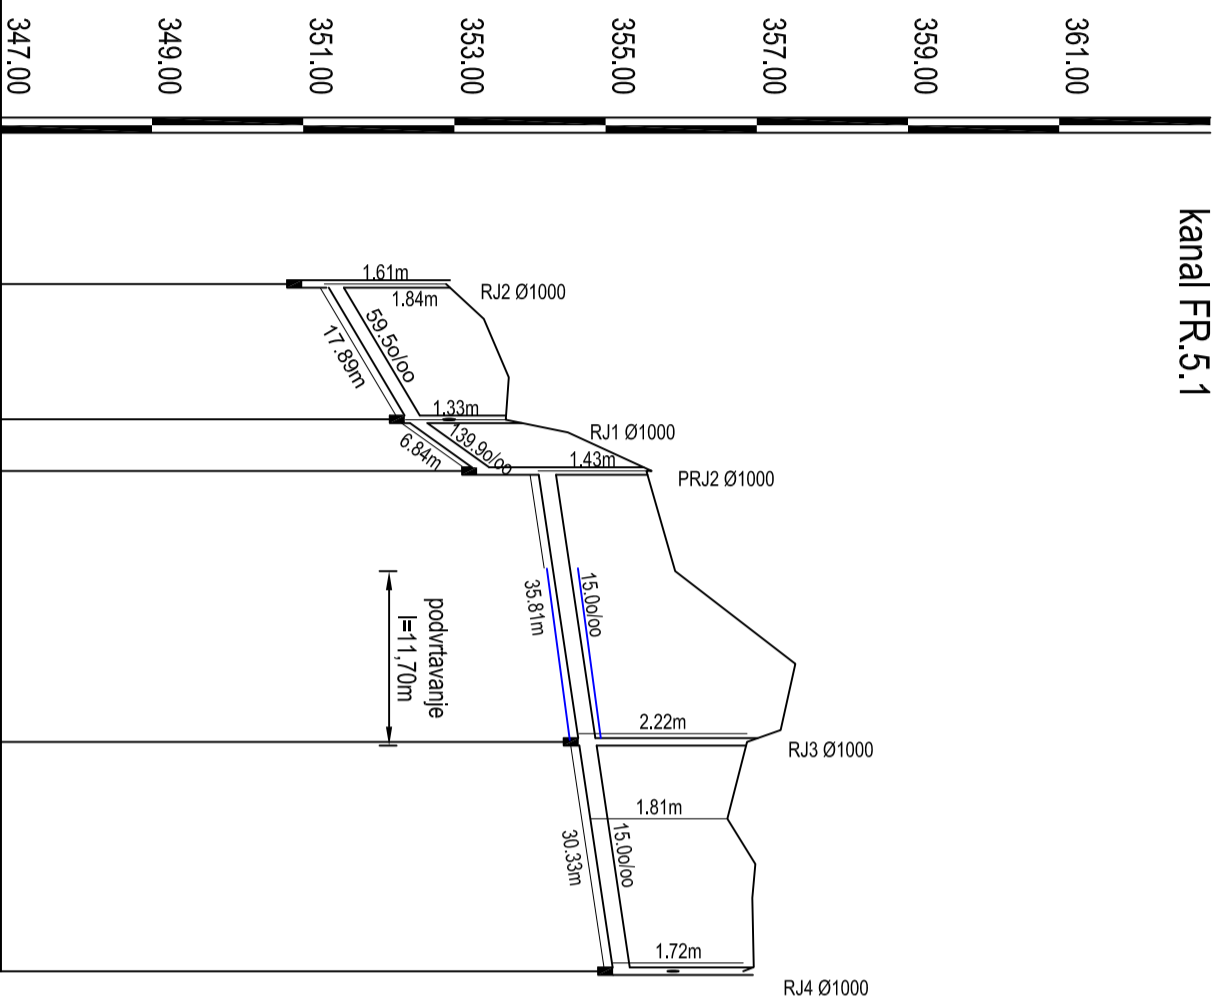 347.00
349.00
351.00
353.00
355.00
357.00
359.00
361.00
kanal FR.5.1
1.61m
RJ2 Ø1000
1.84m
59.5o/oo
17.89m
1.33m
RJ1 Ø1000
139.9o/oo
6.84m
1.43m
PRJ2 Ø1000
15.0o/oo
35.81m
podvrtavanje
l=11,70m
2.22m
RJ3 Ø1000
1.81m
15.0o/oo
30.33m
1.72m
RJ4 Ø1000